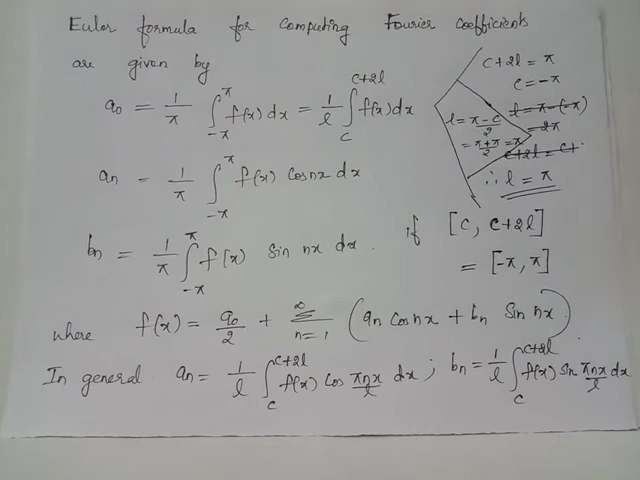 Euler formula for computing Fourier coefficients
are given by
a₀ = 1/π ∫_{-π}^{π} f(x) dx = 1/l ∫_{c}^{c+2l} f(x) dx
c+2l = π
c = -π
l = π-(-π)
= 2π
c+2l = c+
∴ l = π
l = π-c/2
= π+π/2 = π
aₙ = 1/π ∫_{-π}^{π} f(x) cos nx dx
bₙ = 1/π ∫_{-π}^{π} f(x) sin nx dx. if [c, c+2l]
= [-π, π]
where f(x) = a₀/2 + Σ_{n=1}^{∞} (aₙ cos nx + bₙ sin nx)
In general aₙ = 1/l ∫_{c}^{c+2l} f(x) cos πnx/l dx ; bₙ = 1/l ∫_{c}^{c+2l} f(x) sin πnx/l dx